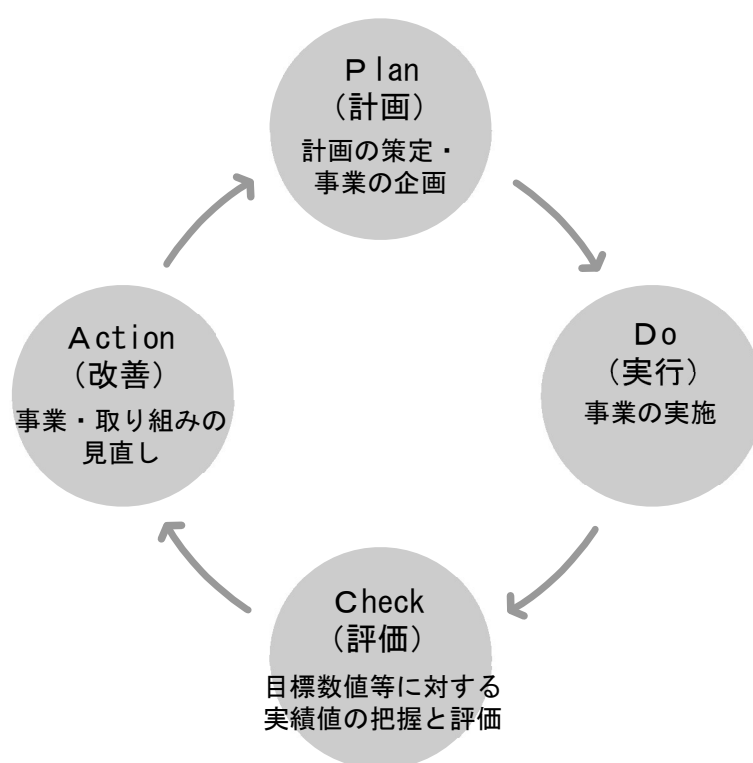 Plan
（計画）
計画の策定・
事業の企画
Do
（実行）
事業の実施
Check
（評価）
目標数値等に対する
実績値の把握と評価
Action
（改善）
事業・取り組みの
見直し